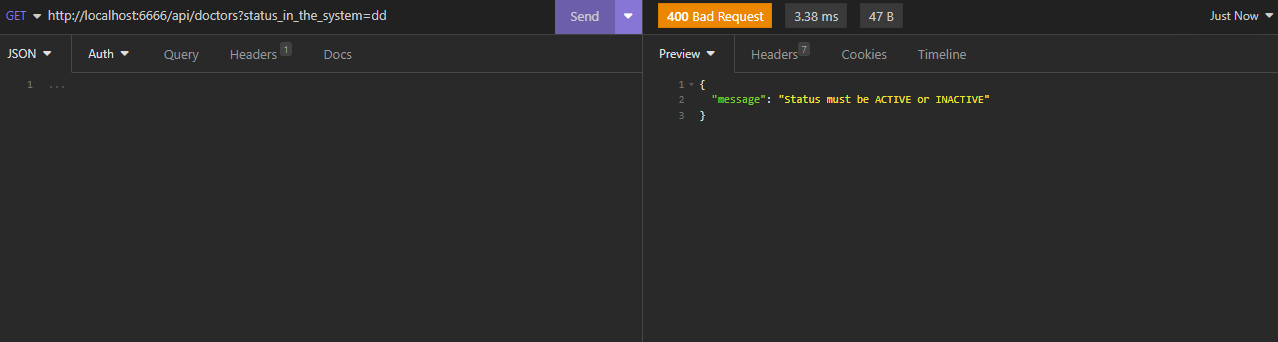 GET http://localhost:6666/api/doctors?status_in_the_system=dd Send 400 Bad Request 3.38 ms 47 B Just Now
JSON Auth Query Headers 1 Docs Preview Headers 7 Cookies Timeline
1 ...
1 {
2 "message": "Status must be ACTIVE or INACTIVE"
3 }